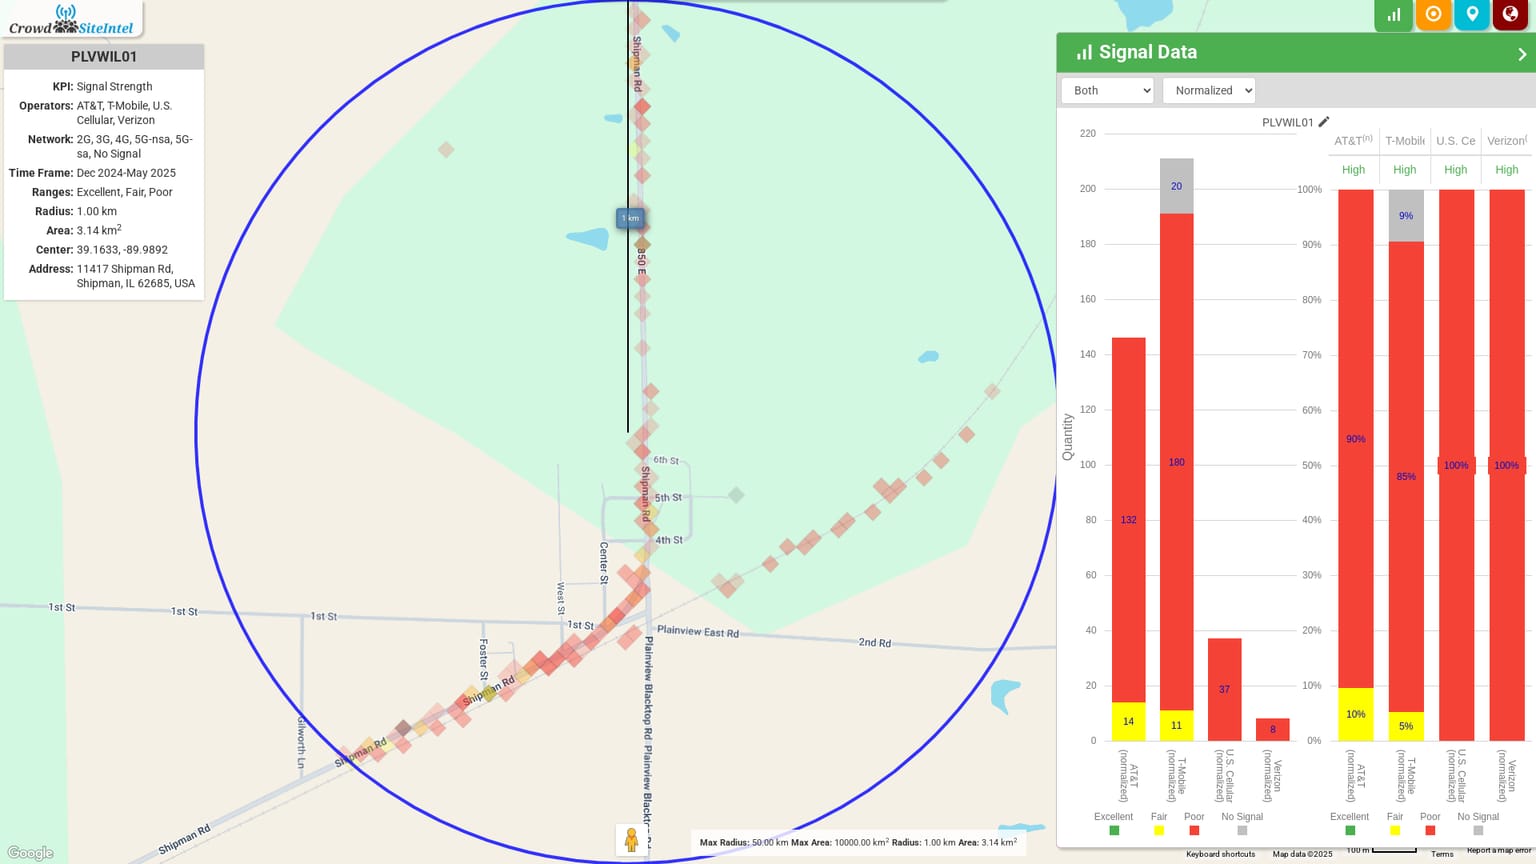 Crowd SiteIntel
PLVWIL01
KPI: Signal Strength
Operators: AT&T, T-Mobile, U.S.
Cellular, Verizon
Network: 2G, 3G, 4G, 5G-nsa, 5G-
sa, No Signal
Time Frame: Dec 2024-May 2025
Ranges: Excellent, Fair, Poor
Radius: 1.00 km
Area: 3.14 km²
Center: 39.1633, -89.9892
Address: 11417 Shipman Rd,
Shipman, IL 62685, USA
Shipman Rd
1 km
850 E
Shipman Rd
6th St
5th St
4th St
Center St
West St
1st St
1st St
1st St
1st St
Foster St
Plainview East Rd
2nd Rd
Shipman Rd
Gilworth Ln
Shipman Rd
Shipman Rd
Plainview Blacktop Rd
Plainview Blackt
Google
Max Radius: 50.00 km Max Area: 10000.00 km² Radius: 1.00 km Area: 3.14 km²
Signal Data
Both
Normalized
PLVWIL01
Quantity
220
200
180
160
140
120
100
80
60
40
20
0
132
14
20
180
11
37
8
AT&T
(normalized)
T-Mobile
(normalized)
U.S. Cellular
(normalized)
Verizon
(normalized)
Excellent
Fair
Poor
No Signal
AT&T(n)
T-Mobile
U.S. Ce
Verizon(
High
High
High
High
100%
90%
80%
70%
60%
50%
40%
30%
20%
10%
0%
90%
10%
9%
85%
5%
100%
100%
AT&T
(normalized)
T-Mobile
(normalized)
U.S. Cellular
(normalized)
Verizon
(normalized)
Excellent
Fair
Poor
No Signal
Keyboard shortcuts
Map data ©2025
100 m
Terms
Report a map error